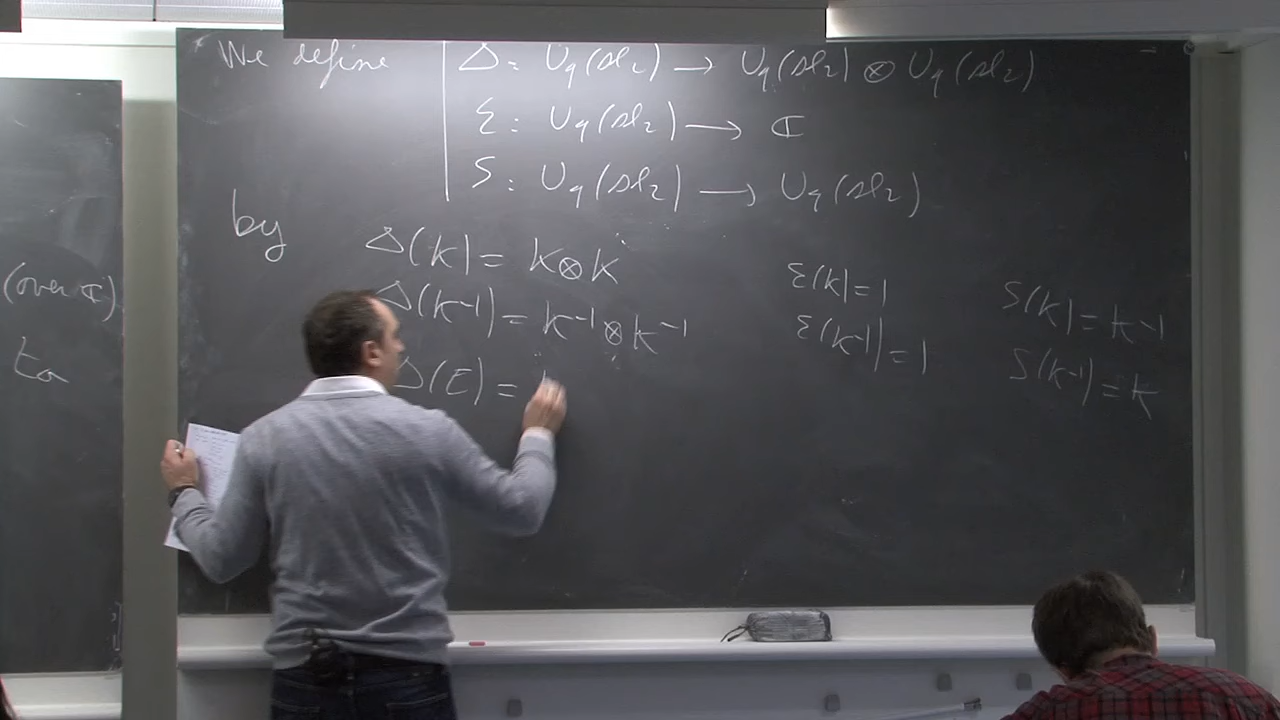 (over ℂ)
to
We define Δ : U_q(sl_2) → U_q(sl_2) ⊗ U_q(sl_2)
ε : U_q(sl_2) → ℂ
S : U_q(sl_2) → U_q(sl_2)
by Δ(K) = K ⊗ K
ε(K) = 1
S(K) = K^{-1}
Δ(K^{-1}) = K^{-1} ⊗ K^{-1}
ε(K^{-1}) = 1
S(K^{-1}) = K
Δ(E) =